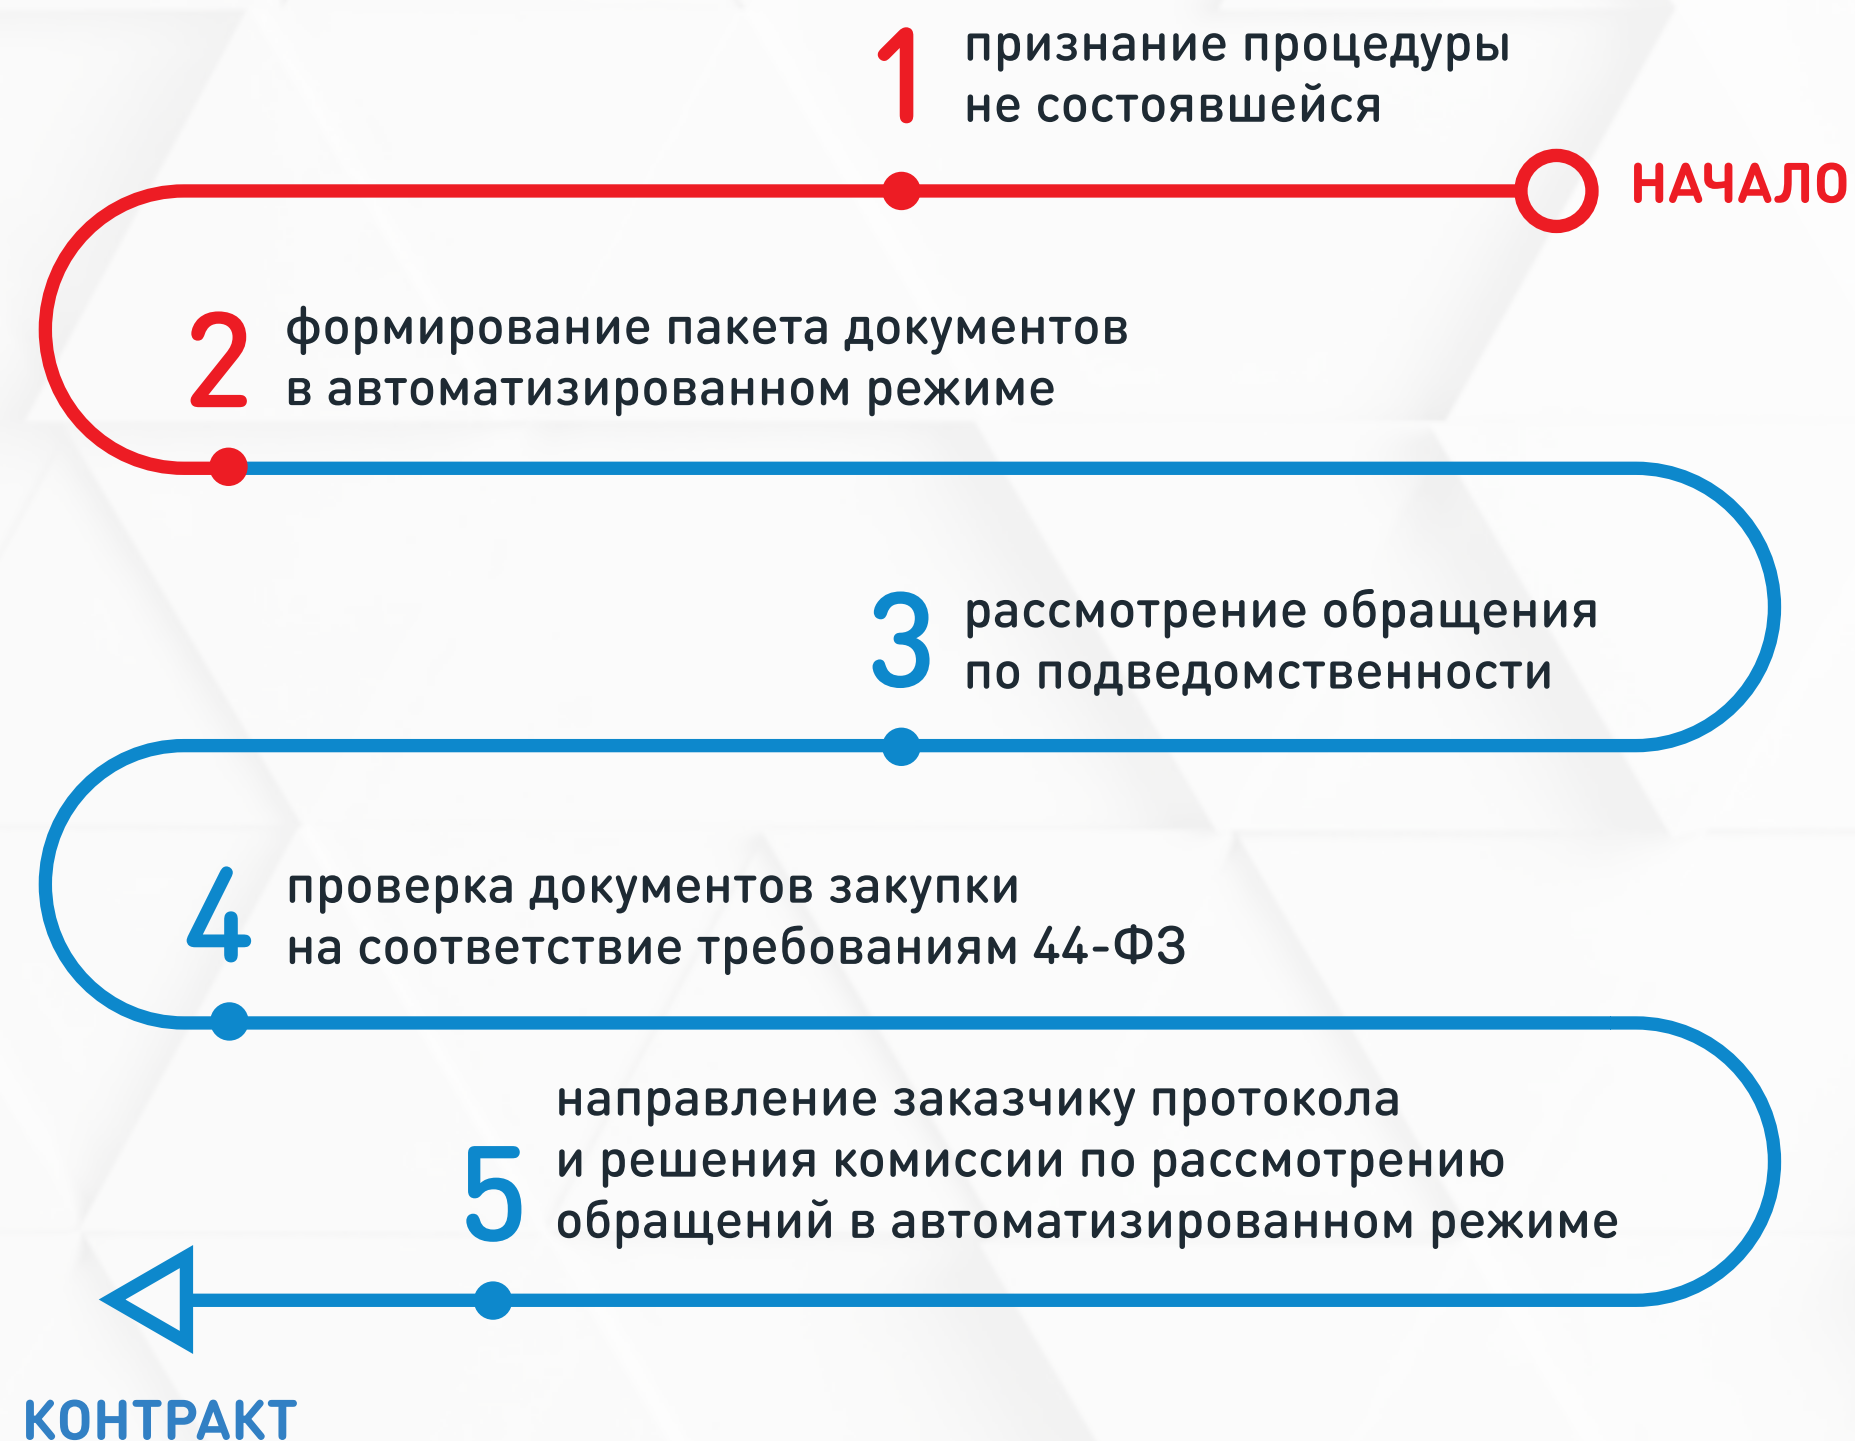 1
признание процедуры
не состоявшейся
НАЧАЛО
2
формирование пакета документов
в автоматизированном режиме
3
рассмотрение обращения
по подведомственности
4
проверка документов закупки
на соответствие требованиям 44-ФЗ
5
направление заказчику протокола
и решения комиссии по рассмотрению
обращений в автоматизированном режиме
КОНТРАКТ